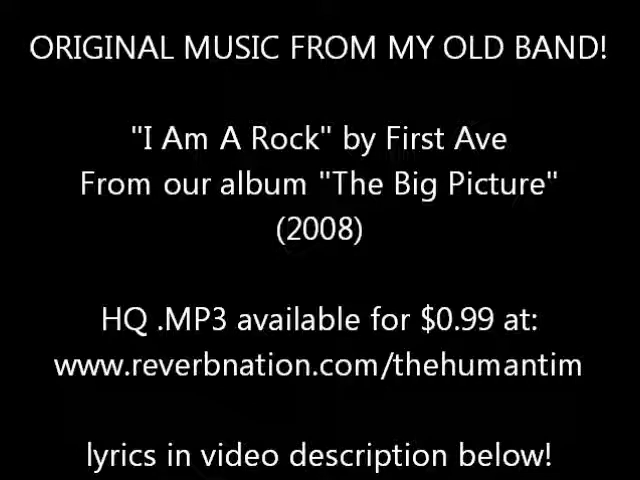 ORIGINAL MUSIC FROM MY OLD BAND!
"I Am A Rock" by First Ave
From our album "The Big Picture"
(2008)
HQ .MP3 available for $0.99 at:
www.reverbnation.com/thehumantim
lyrics in video description below!